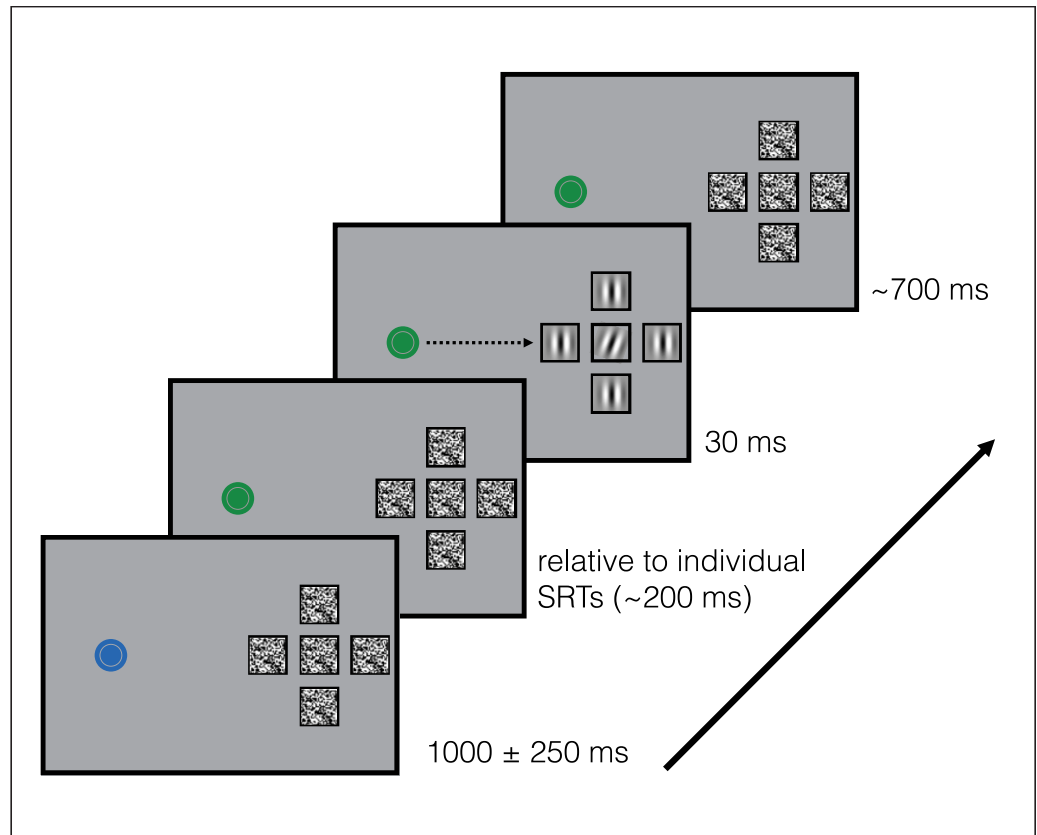 ~700 ms
30 ms
relative to individual
SRTs (~200 ms)
1000 ± 250 ms